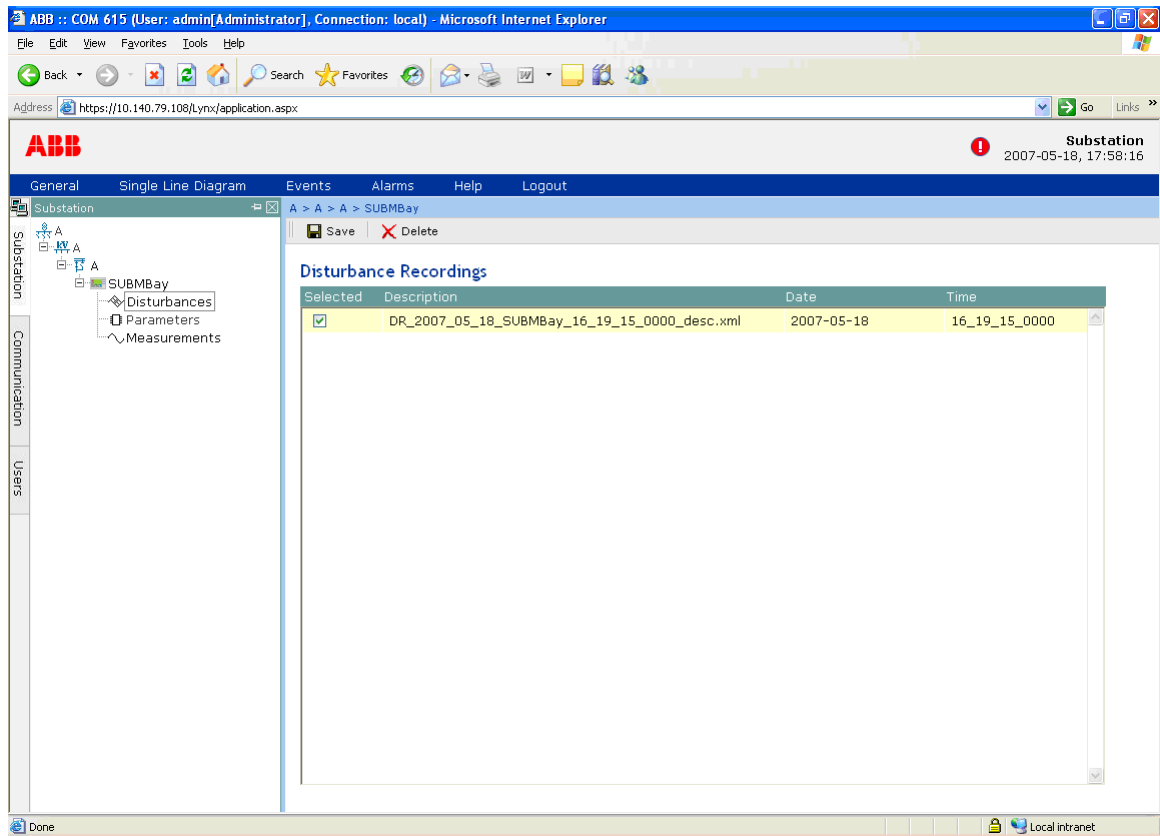 ABB :: COM 615 (User: admin[Administrator], Connection: local) - Microsoft Internet Explorer
File Edit View Favorites Tools Help
Back Search Favorites
Address https://10.140.79.108/Lynx/application.aspx Go Links »
ABB
Substation
2007-05-18, 17:58:16
General Single Line Diagram Events Alarms Help Logout
Substation
A > A > A > SUBMBay
Save Delete
Substation
Communication
Users
A
KV A
A
SUBMBay
Disturbances
Parameters
Measurements
Disturbance Recordings
Selected Description Date Time
DR_2007_05_18_SUBMBay_16_19_15_0000_desc.xml 2007-05-18 16_19_15_0000
Done Local intranet